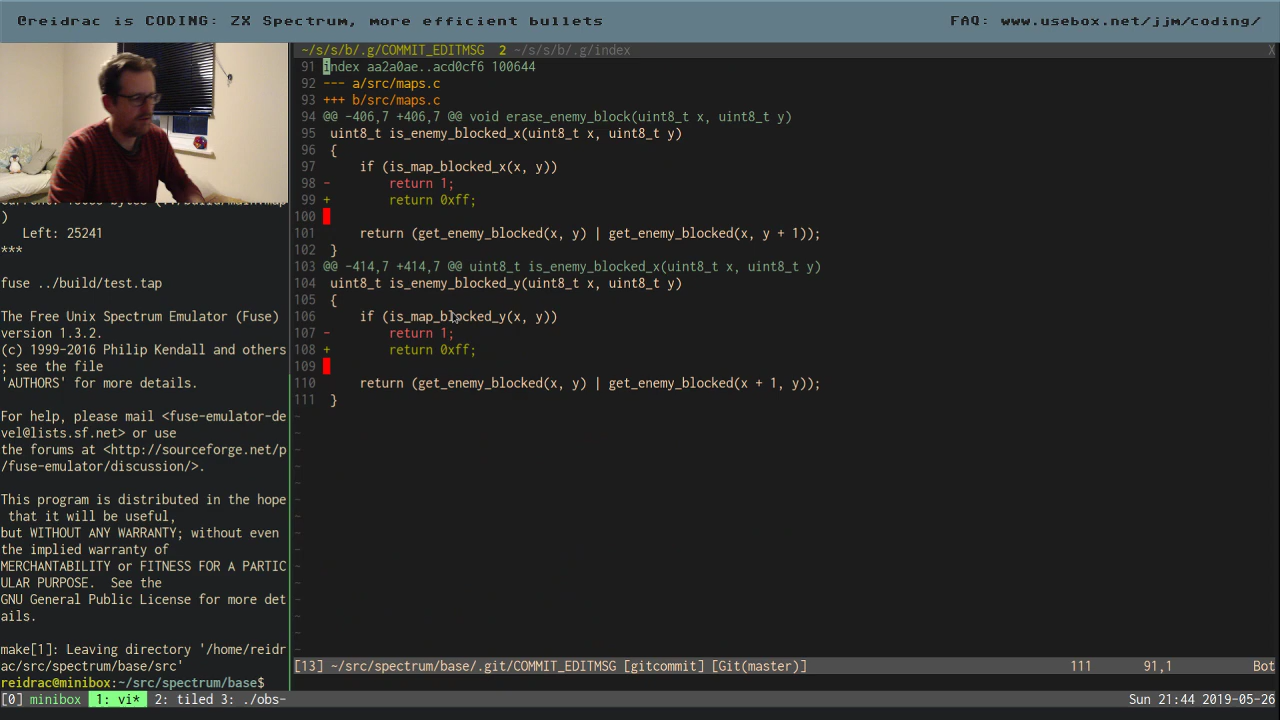 @reidrac is CODING: ZX Spectrum, more efficient bullets
FAQ: www.usebox.net/jjm/coding/
)
   Left: 25241
***
fuse ../build/test.tap
The Free Unix Spectrum Emulator (Fuse)
version 1.3.2.
(c) 1999-2016 Philip Kendall and others
; see the file
'AUTHORS' for more details.
For help, please mail <fuse-emulator-de
vel@lists.sf.net> or use
the forums at <http://sourceforge.net/p
/fuse-emulator/discussion/>.
This program is distributed in the hope
 that it will be useful,
but WITHOUT ANY WARRANTY; without even
the implied warranty of
MERCHANTABILITY or FITNESS FOR A PARTIC
ULAR PURPOSE.  See the
GNU General Public License for more det
ails.
make[1]: Leaving directory '/home/reidr
ac/src/spectrum/base/src'
reidrac@minibox:~/src/spectrum/base$
~/s/s/b/.g/COMMIT_EDITMSG  2 ~/s/s/b/.g/index X
91 index aa2a0ae..acd0cf6 100644
92 --- a/src/maps.c
93 +++ b/src/maps.c
94 @@ -406,7 +406,7 @@ void erase_enemy_block(uint8_t x, uint8_t y)
95  uint8_t is_enemy_blocked_x(uint8_t x, uint8_t y)
96  {
97      if (is_map_blocked_x(x, y))
98 -        return 1;
99 +        return 0xff;
100
101      return (get_enemy_blocked(x, y) | get_enemy_blocked(x, y + 1));
102  }
103 @@ -414,7 +414,7 @@ uint8_t is_enemy_blocked_x(uint8_t x, uint8_t y)
104  uint8_t is_enemy_blocked_y(uint8_t x, uint8_t y)
105  {
106      if (is_map_blocked_y(x, y))
107 -        return 1;
108 +        return 0xff;
109
110      return (get_enemy_blocked(x, y) | get_enemy_blocked(x + 1, y));
111  }
[13] ~/src/spectrum/base/.git/COMMIT_EDITMSG [gitcommit] [Git(master)] 111 91,1 Bot
[0] minibox  1: vi*  2: tiled 3: ./obs- Sun 21:44 2019-05-26